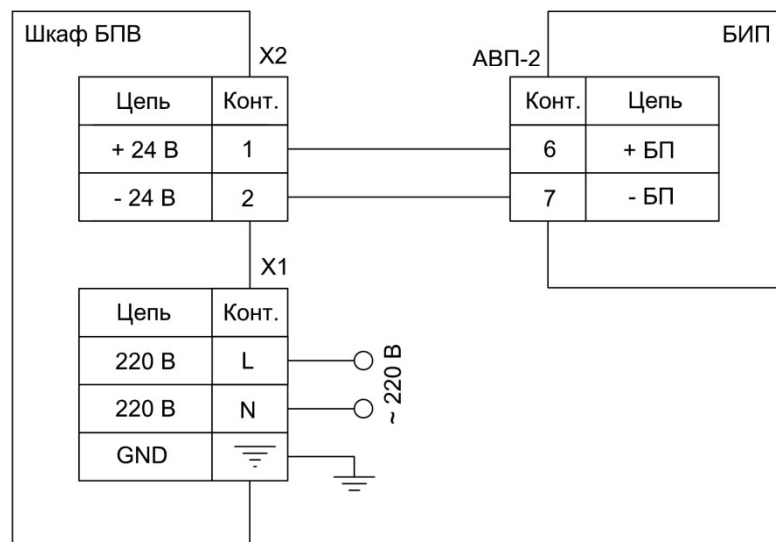 Шкаф БПВ
X2
Цепь Конт.
+ 24 В 1
- 24 В 2
АВП-2
БИП
Конт. Цепь
6 + БП
7 - БП
X1
Цепь Конт.
220 В L
220 В N
GND
~ 220 В